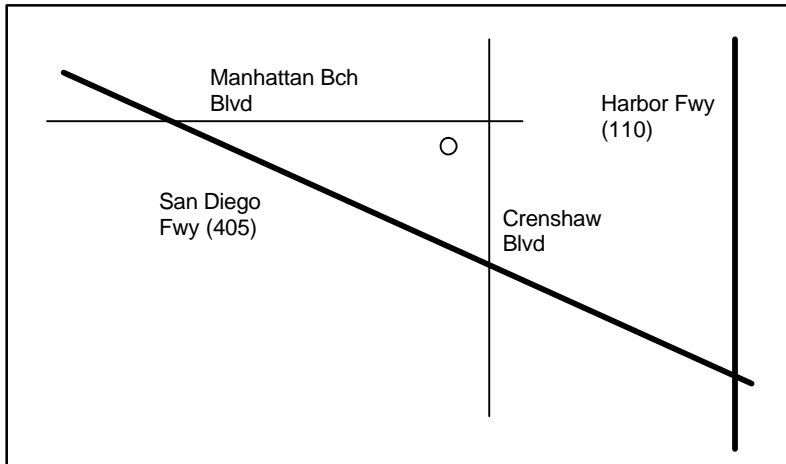 Manhattan Bch
Blvd
Harbor Fwy
(110)
San Diego
Fwy (405)
Crenshaw
Blvd